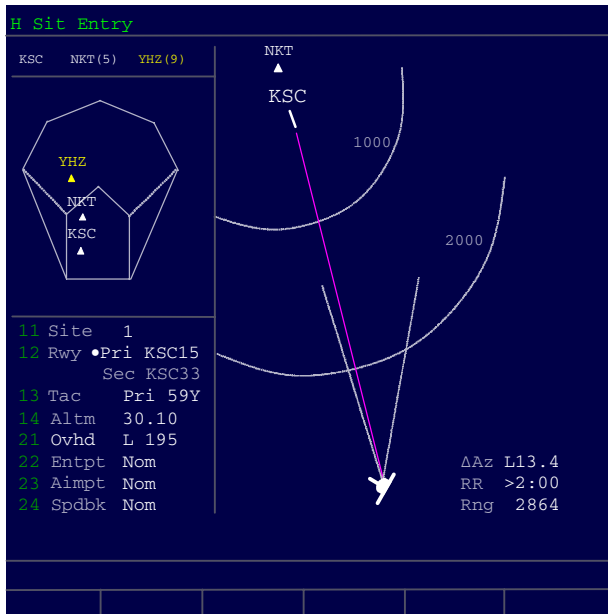 H Sit Entry
KSC NKT(5) YHZ(9)
YHZ
NKT
KSC
NKT
KSC
1000
2000
11 Site 1
12 Rwy ●Pri KSC15
Sec KSC33
13 Tac Pri 59Y
14 Altm 30.10
21 Ovhd L 195
22 Entpt Nom
23 Aimpt Nom
24 Spdbk Nom
ΔAz L13.4
RR >2:00
Rng 2864